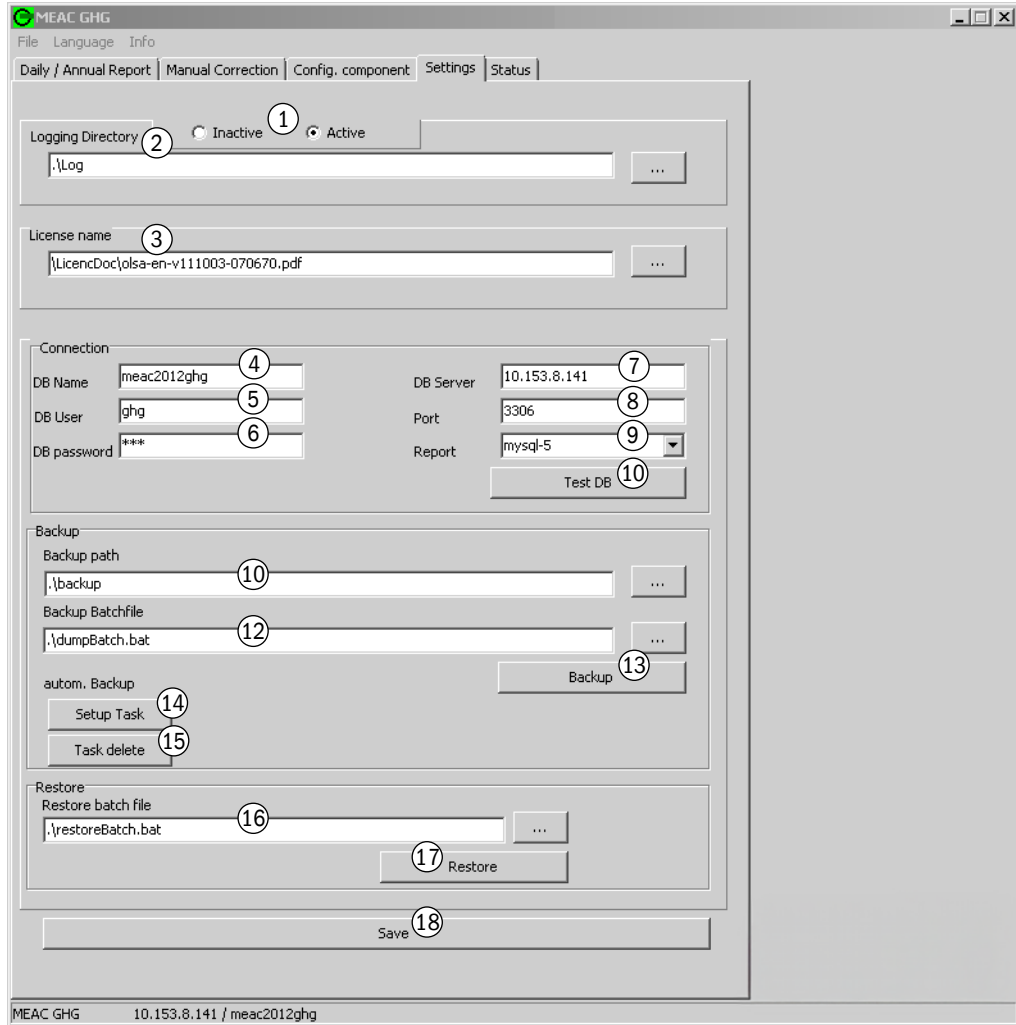 MEAC GHG
File Language Info
Daily / Annual Report Manual Correction Config. component Settings Status
Logging Directory 2 Inactive 1 Active
.\Log ...
License name 3
\LicencDoc\olsa-en-v111003-070670.pdf ...
Connection
DB Name meac2012ghg 4 DB Server 10.153.8.141 7
DB User ghg 5 Port 3306 8
DB password *** 6 Report mysql-5 9
Test DB 10
Backup
Backup path
.\backup 10 ...
Backup Batchfile
.\dumpBatch.bat 12 ...
Backup 13
autom. Backup
Setup Task 14
Task delete 15
Restore
Restore batch file
.\restoreBatch.bat 16 ...
17 Restore
Save 18
MEAC GHG 10.153.8.141 / meac2012ghg